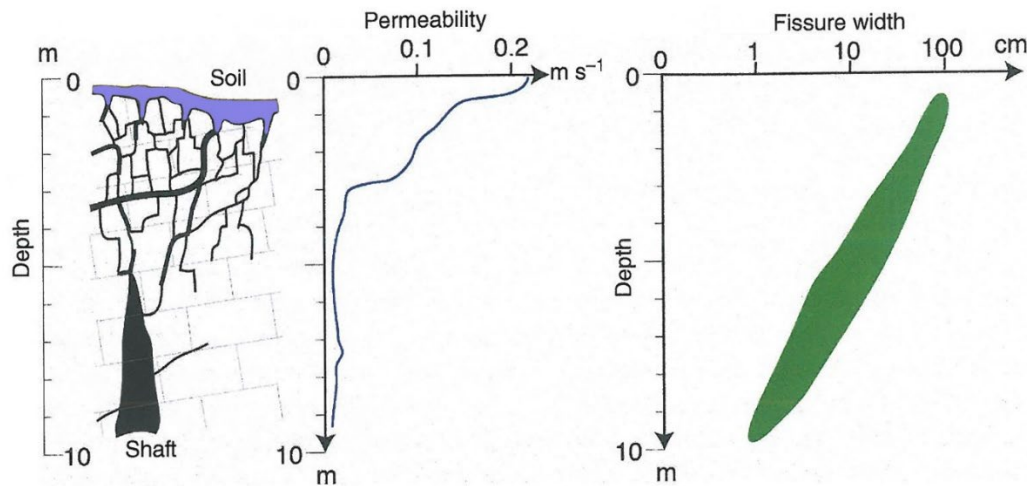 m
0
Soil
Depth
10
Shaft
Permeability
0 0.1 0.2
m s⁻¹
0
10
m
Fissure width
0 1 10 100 cm
0
Depth
10
m